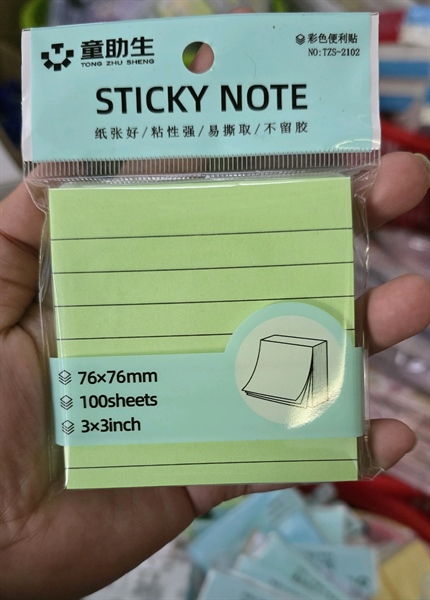 童助生
TONG ZHU SHENG
彩色便利贴
NO:TZS-2102
STICKY NOTE
纸张好/粘性强/易撕取/不留胶
76×76mm
100sheets
3×3inch